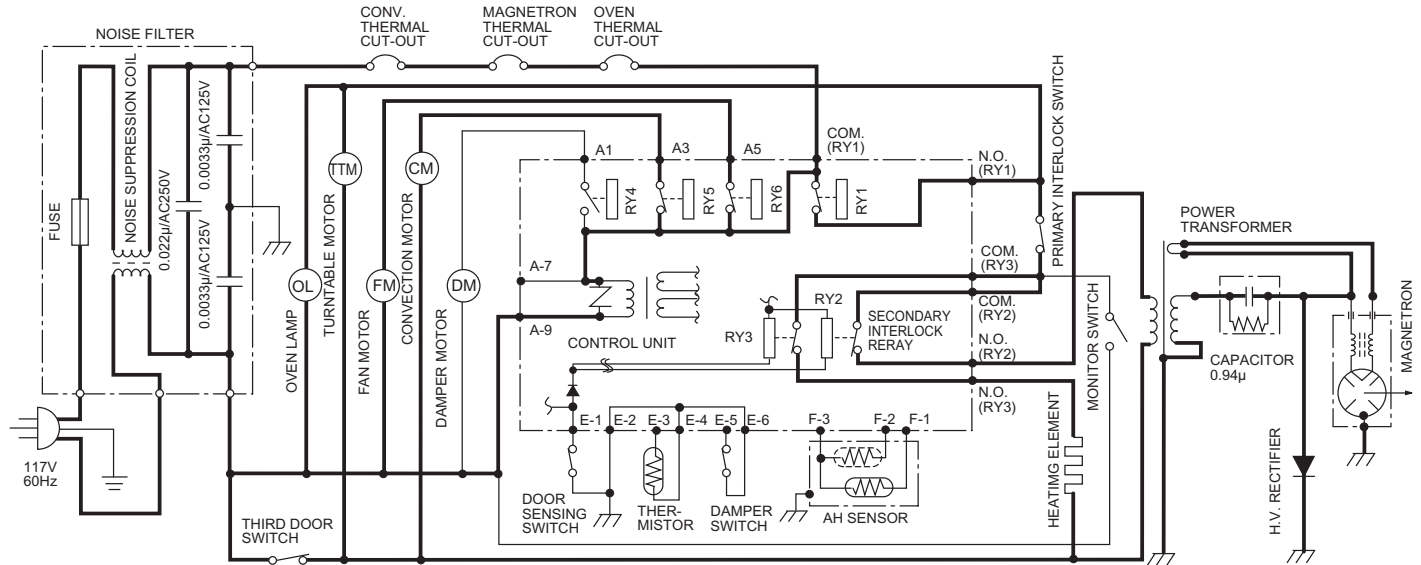 CONV.
THERMAL
CUT-OUT
MAGNETRON
THERMAL
CUT-OUT
OVEN
THERMAL
CUT-OUT
NOISE FILTER
FUSE
NOISE SUPPRESSION COIL
0.022μ/AC250V
0.0033μ/AC125V
0.0033μ/AC125V
117V
60Hz
OL
OVEN LAMP
TTM
TURNTABLE MOTOR
FM
FAN MOTOR
CM
CONVECTION MOTOR
DM
DAMPER MOTOR
THIRD DOOR
SWITCH
A1
A3
A5
COM.
(RY1)
N.O.
(RY1)
RY4
RY5
RY6
RY1
PRIMARY INTERLOCK SWITCH
A-7
A-9
CONTROL UNIT
COM.
(RY3)
COM.
(RY2)
RY2
RY3
SECONDARY
INTERLOCK
RERAY
N.O.
(RY2)
N.O.
(RY3)
E-1
E-2
E-3
E-4
E-5
E-6
F-3
F-2
F-1
DOOR
SENSING
SWITCH
THER-
MISTOR
DAMPER
SWITCH
AH SENSOR
HEATIMG ELEMENT
MONITOR SWITCH
POWER
TRANSFORMER
CAPACITOR
0.94μ
H.V. RECTIFIER
MAGNETRON